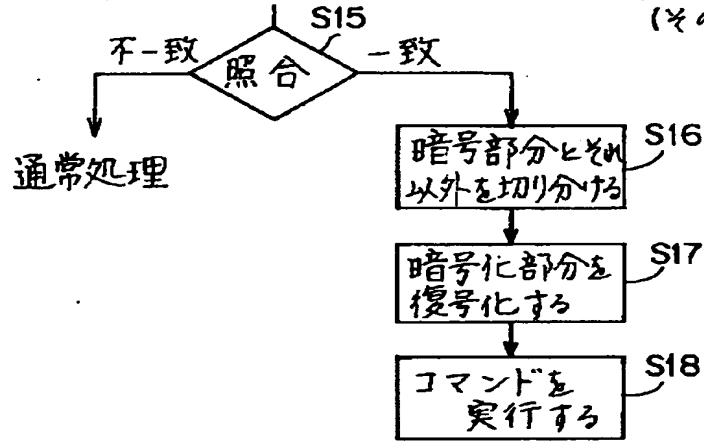 S15
(その
不一致
照合
一致
通常処理
S16
暗号部分とそれ
以外を切り分ける
S17
暗号化部分を
復号化する
S18
コマンドを
実行する